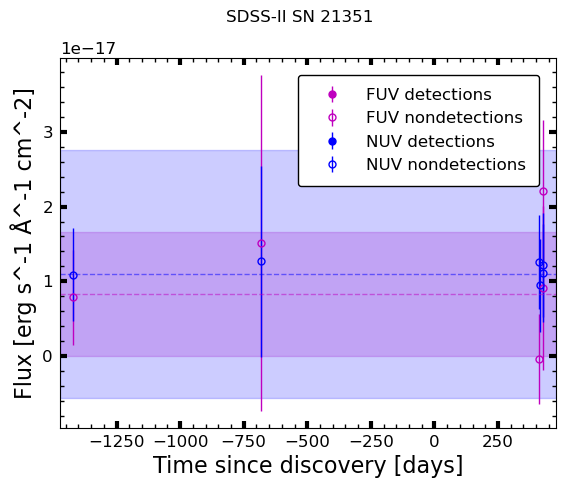 SDSS-II SN 21351
1e−17
FUV detections
FUV nondetections
NUV detections
NUV nondetections
3
2
1
0
Flux [erg s^-1 Å^-1 cm^-2]
−1250 −1000 −750 −500 −250 0 250
Time since discovery [days]